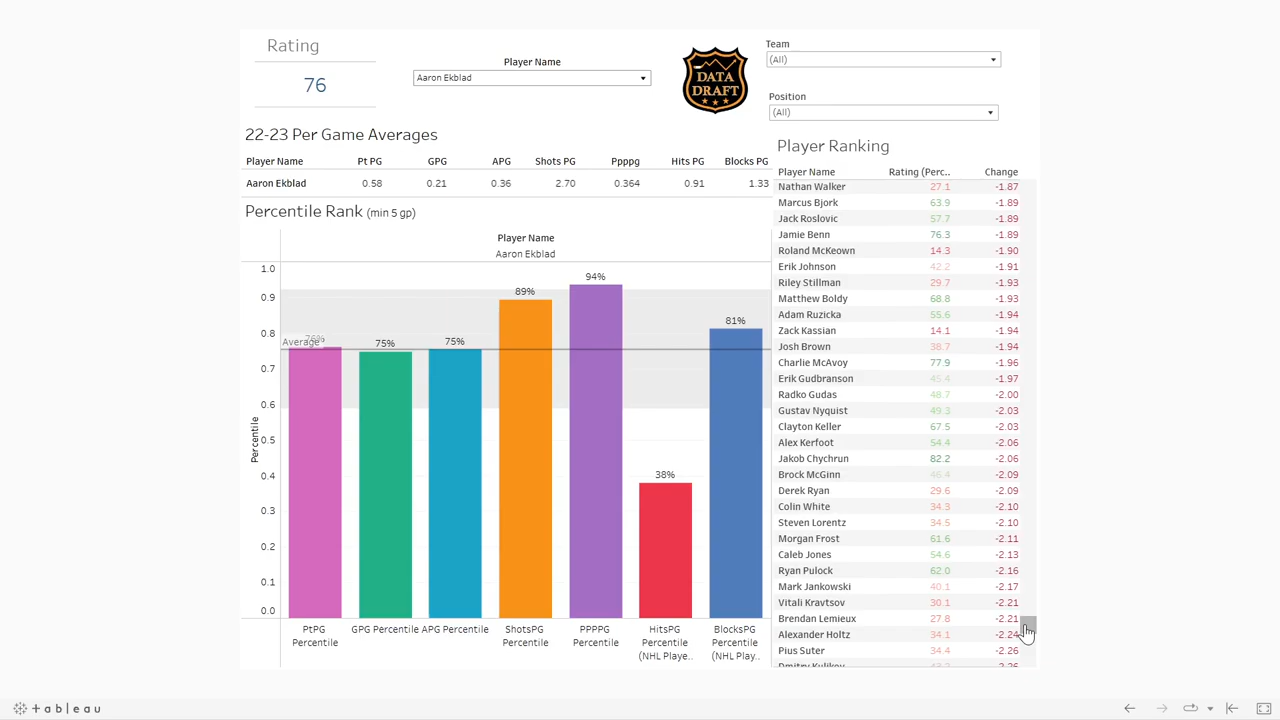 Rating
76
Player Name
Aaron Ekblad
DATA
DRAFT
Team
(All)
Position
(All)
22-23 Per Game Averages
Player Name Pt PG GPG APG Shots PG Ppppg Hits PG Blocks PG
Aaron Ekblad 0.58 0.21 0.36 2.70 0.364 0.91 1.33
Percentile Rank (min 5 gp)
Player Name
Aaron Ekblad
Percentile
1.0
0.9
0.8
0.7
0.6
0.5
0.4
0.3
0.2
0.1
0.0
Average
76%
75%
75%
89%
94%
38%
81%
PtPG
Percentile
GPG Percentile
APG Percentile
ShotsPG
Percentile
PPPPG
Percentile
HitsPG
Percentile
(NHL Playe..
BlocksPG
Percentile
(NHL Play..
Player Ranking
Player Name Rating (Perc.. Change
Nathan Walker 27.1 -1.87
Marcus Bjork 63.9 -1.89
Jack Roslovic 57.7 -1.89
Jamie Benn 76.3 -1.89
Roland McKeown 14.3 -1.90
Erik Johnson 42.2 -1.91
Riley Stillman 29.7 -1.93
Matthew Boldy 68.8 -1.93
Adam Ruzicka 55.6 -1.94
Zack Kassian 14.1 -1.94
Josh Brown 38.7 -1.94
Charlie McAvoy 77.9 -1.96
Erik Gudbranson 45.4 -1.97
Radko Gudas 48.7 -2.00
Gustav Nyquist 49.3 -2.03
Clayton Keller 67.5 -2.03
Alex Kerfoot 54.4 -2.06
Jakob Chychrun 82.2 -2.06
Brock McGinn 46.4 -2.09
Derek Ryan 29.6 -2.09
Colin White 34.3 -2.10
Steven Lorentz 34.5 -2.10
Morgan Frost 61.6 -2.11
Caleb Jones 54.6 -2.13
Ryan Pulock 62.0 -2.16
Mark Jankowski 40.1 -2.17
Vitali Kravtsov 30.1 -2.21
Brendan Lemieux 27.8 -2.21
Alexander Holtz 34.1 -2.24
Pius Suter 34.4 -2.26
Dmitry Kulikov -2.26
+ableau